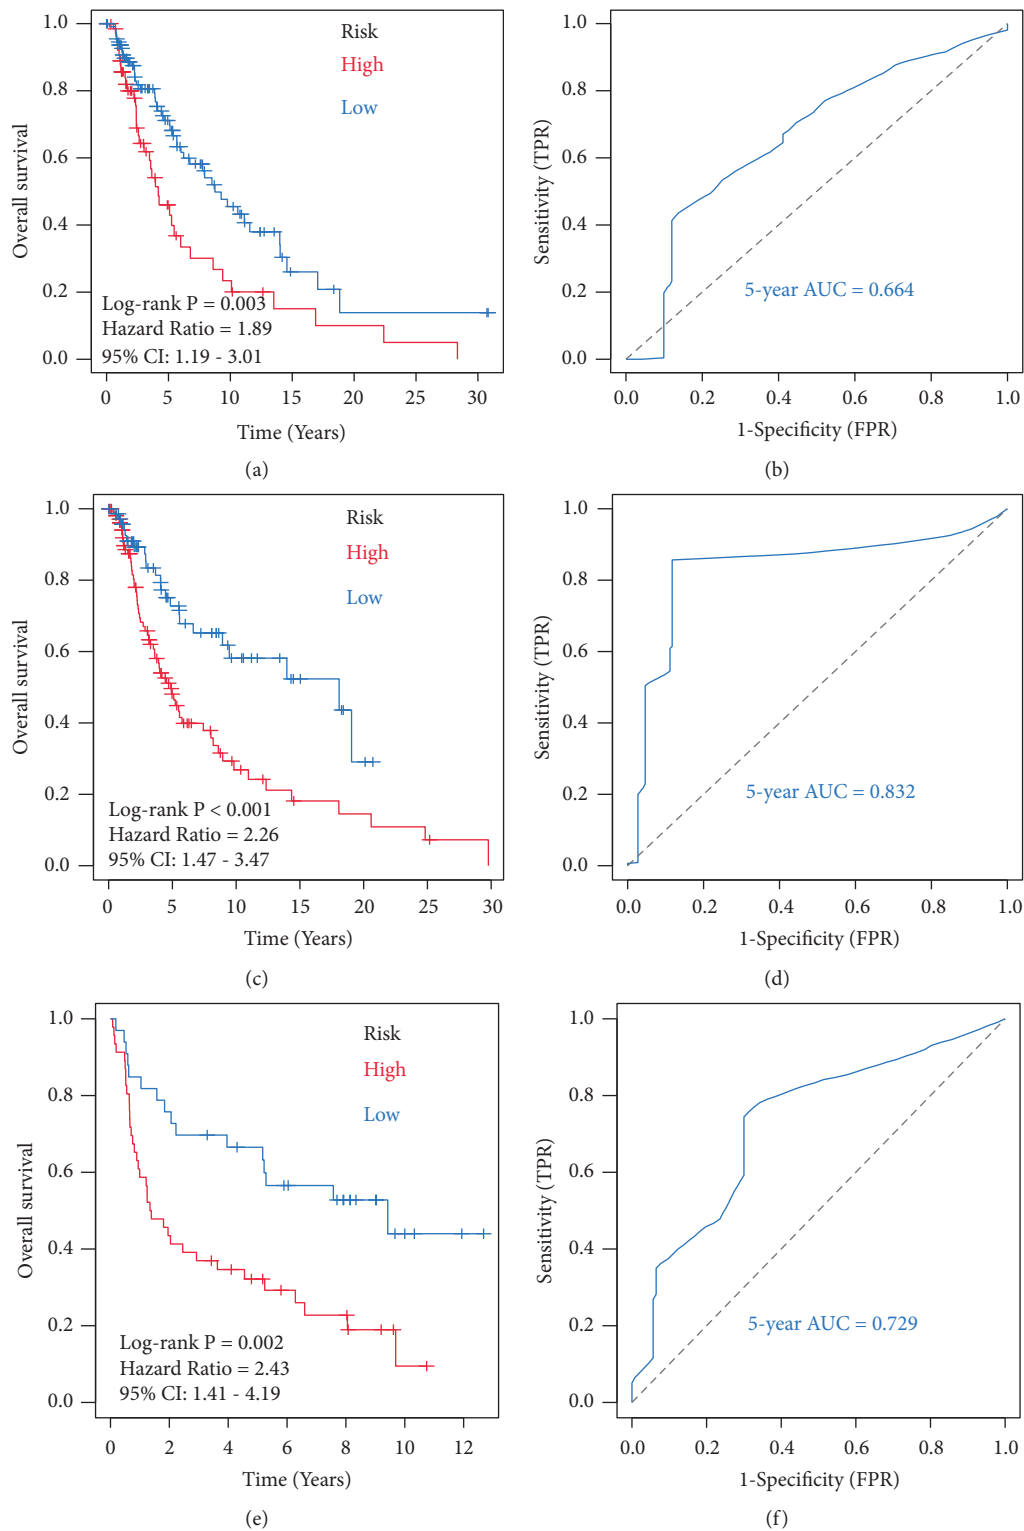 1.0
0.8
0.6
0.4
0.2
0.0
Overall survival
Risk
High
Low
Log-rank P = 0.003
Hazard Ratio = 1.89
95% CI: 1.19 - 3.01
0 5 10 15 20 25 30
Time (Years)
(a)
1.0
0.8
0.6
0.4
0.2
0.0
Sensitivity (TPR)
5-year AUC = 0.664
0.0 0.2 0.4 0.6 0.8 1.0
1-Specificity (FPR)
(b)
1.0
0.8
0.6
0.4
0.2
0.0
Overall survival
Risk
High
Low
Log-rank P < 0.001
Hazard Ratio = 2.26
95% CI: 1.47 - 3.47
0 5 10 15 20 25 30
Time (Years)
(c)
1.0
0.8
0.6
0.4
0.2
0.0
Sensitivity (TPR)
5-year AUC = 0.832
0.0 0.2 0.4 0.6 0.8 1.0
1-Specificity (FPR)
(d)
1.0
0.8
0.6
0.4
0.2
0.0
Overall survival
Risk
High
Low
Log-rank P = 0.002
Hazard Ratio = 2.43
95% CI: 1.41 - 4.19
0 2 4 6 8 10 12
Time (Years)
(e)
1.0
0.8
0.6
0.4
0.2
0.0
Sensitivity (TPR)
5-year AUC = 0.729
0.0 0.2 0.4 0.6 0.8 1.0
1-Specificity (FPR)
(f)